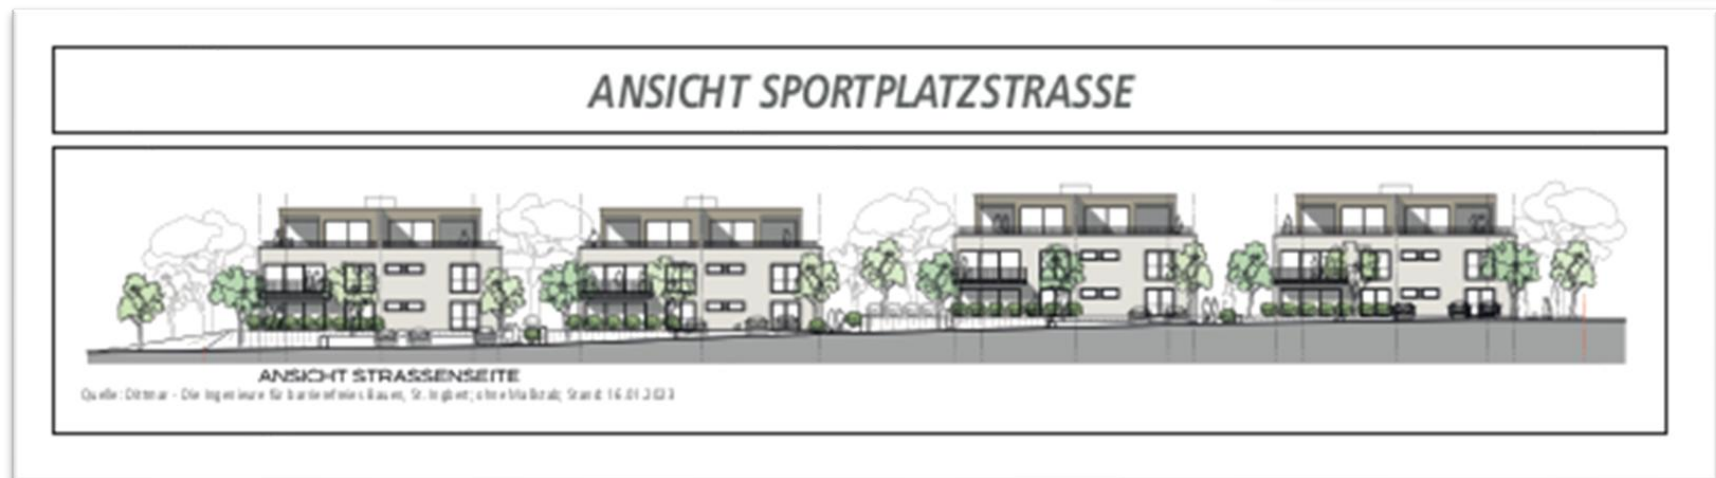 ANSICHT SPORTPLATZSTRASSE
ANSICHT STRASSENSEITE
Quelle: Dittmar - Die Ingenieure für barrierefreies Bauen, St. Ingbert; ohne Maßstab; Stand: 16.01.2023